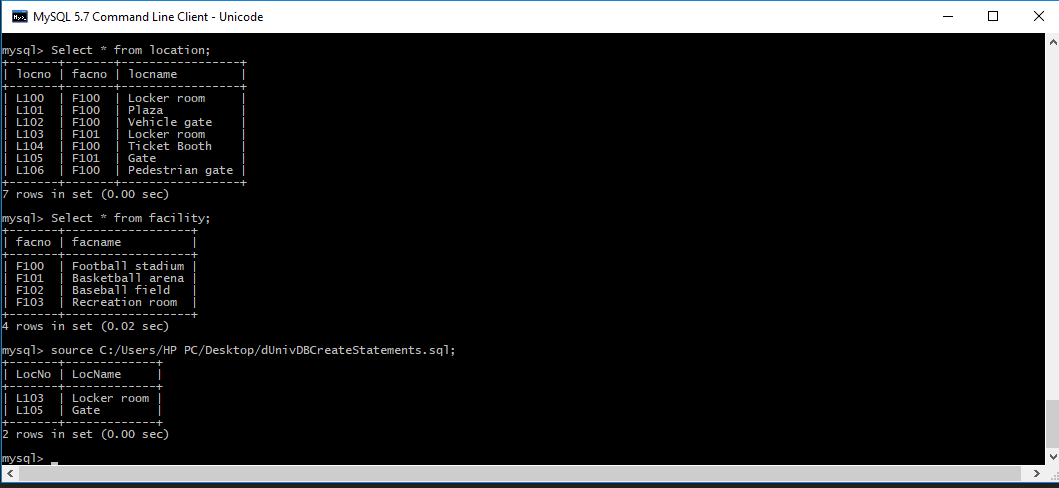 MySQL 5.7 Command Line Client - Unicode
mysql> Select * from location;
+-------+-------+-----------------+
| locno | facno | locname         |
+-------+-------+-----------------+
| L100  | F100  | Locker room     |
| L101  | F100  | Plaza           |
| L102  | F100  | Vehicle gate    |
| L103  | F101  | Locker room     |
| L104  | F100  | Ticket Booth    |
| L105  | F101  | Gate            |
| L106  | F100  | Pedestrian gate |
+-------+-------+-----------------+
7 rows in set (0.00 sec)
mysql> Select * from facility;
+-------+------------------+
| facno | facname          |
+-------+------------------+
| F100  | Football stadium |
| F101  | Basketball arena |
| F102  | Baseball field   |
| F103  | Recreation room  |
+-------+------------------+
4 rows in set (0.02 sec)
mysql> source C:/Users/HP PC/Desktop/dUnivDBCreateStatements.sql;
+-------+-------------+
| LocNo | LocName     |
+-------+-------------+
| L103  | Locker room |
| L105  | Gate        |
+-------+-------------+
2 rows in set (0.00 sec)
mysql> _